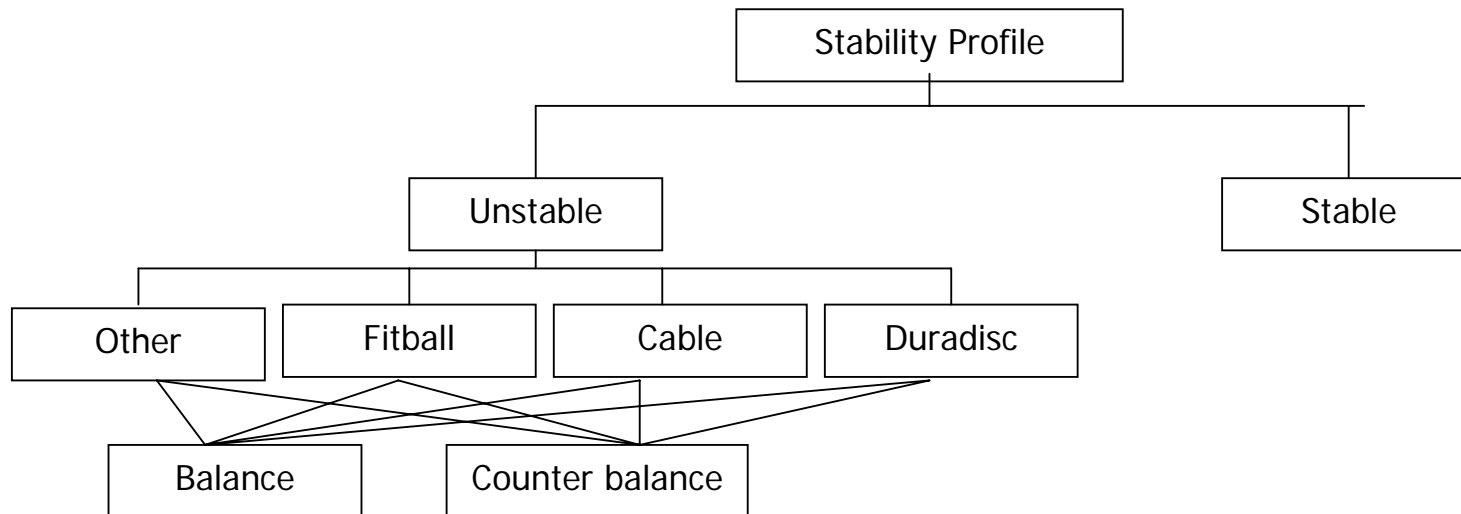 Stability Profile
Unstable
Stable
Other
Fitball
Cable
Duradisc
Balance
Counter balance